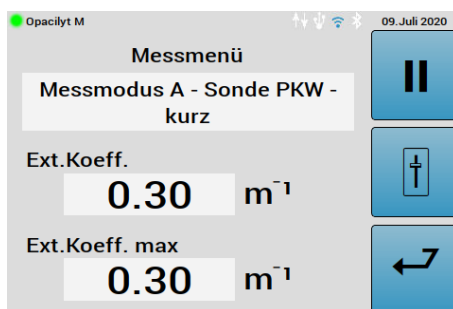 Opacilyt M
09.Juli 2020
Messmenü
Messmodus A - Sonde PKW -
kurz
Ext.Koeff.
0.30 m⁻¹
Ext.Koeff. max
0.30 m⁻¹